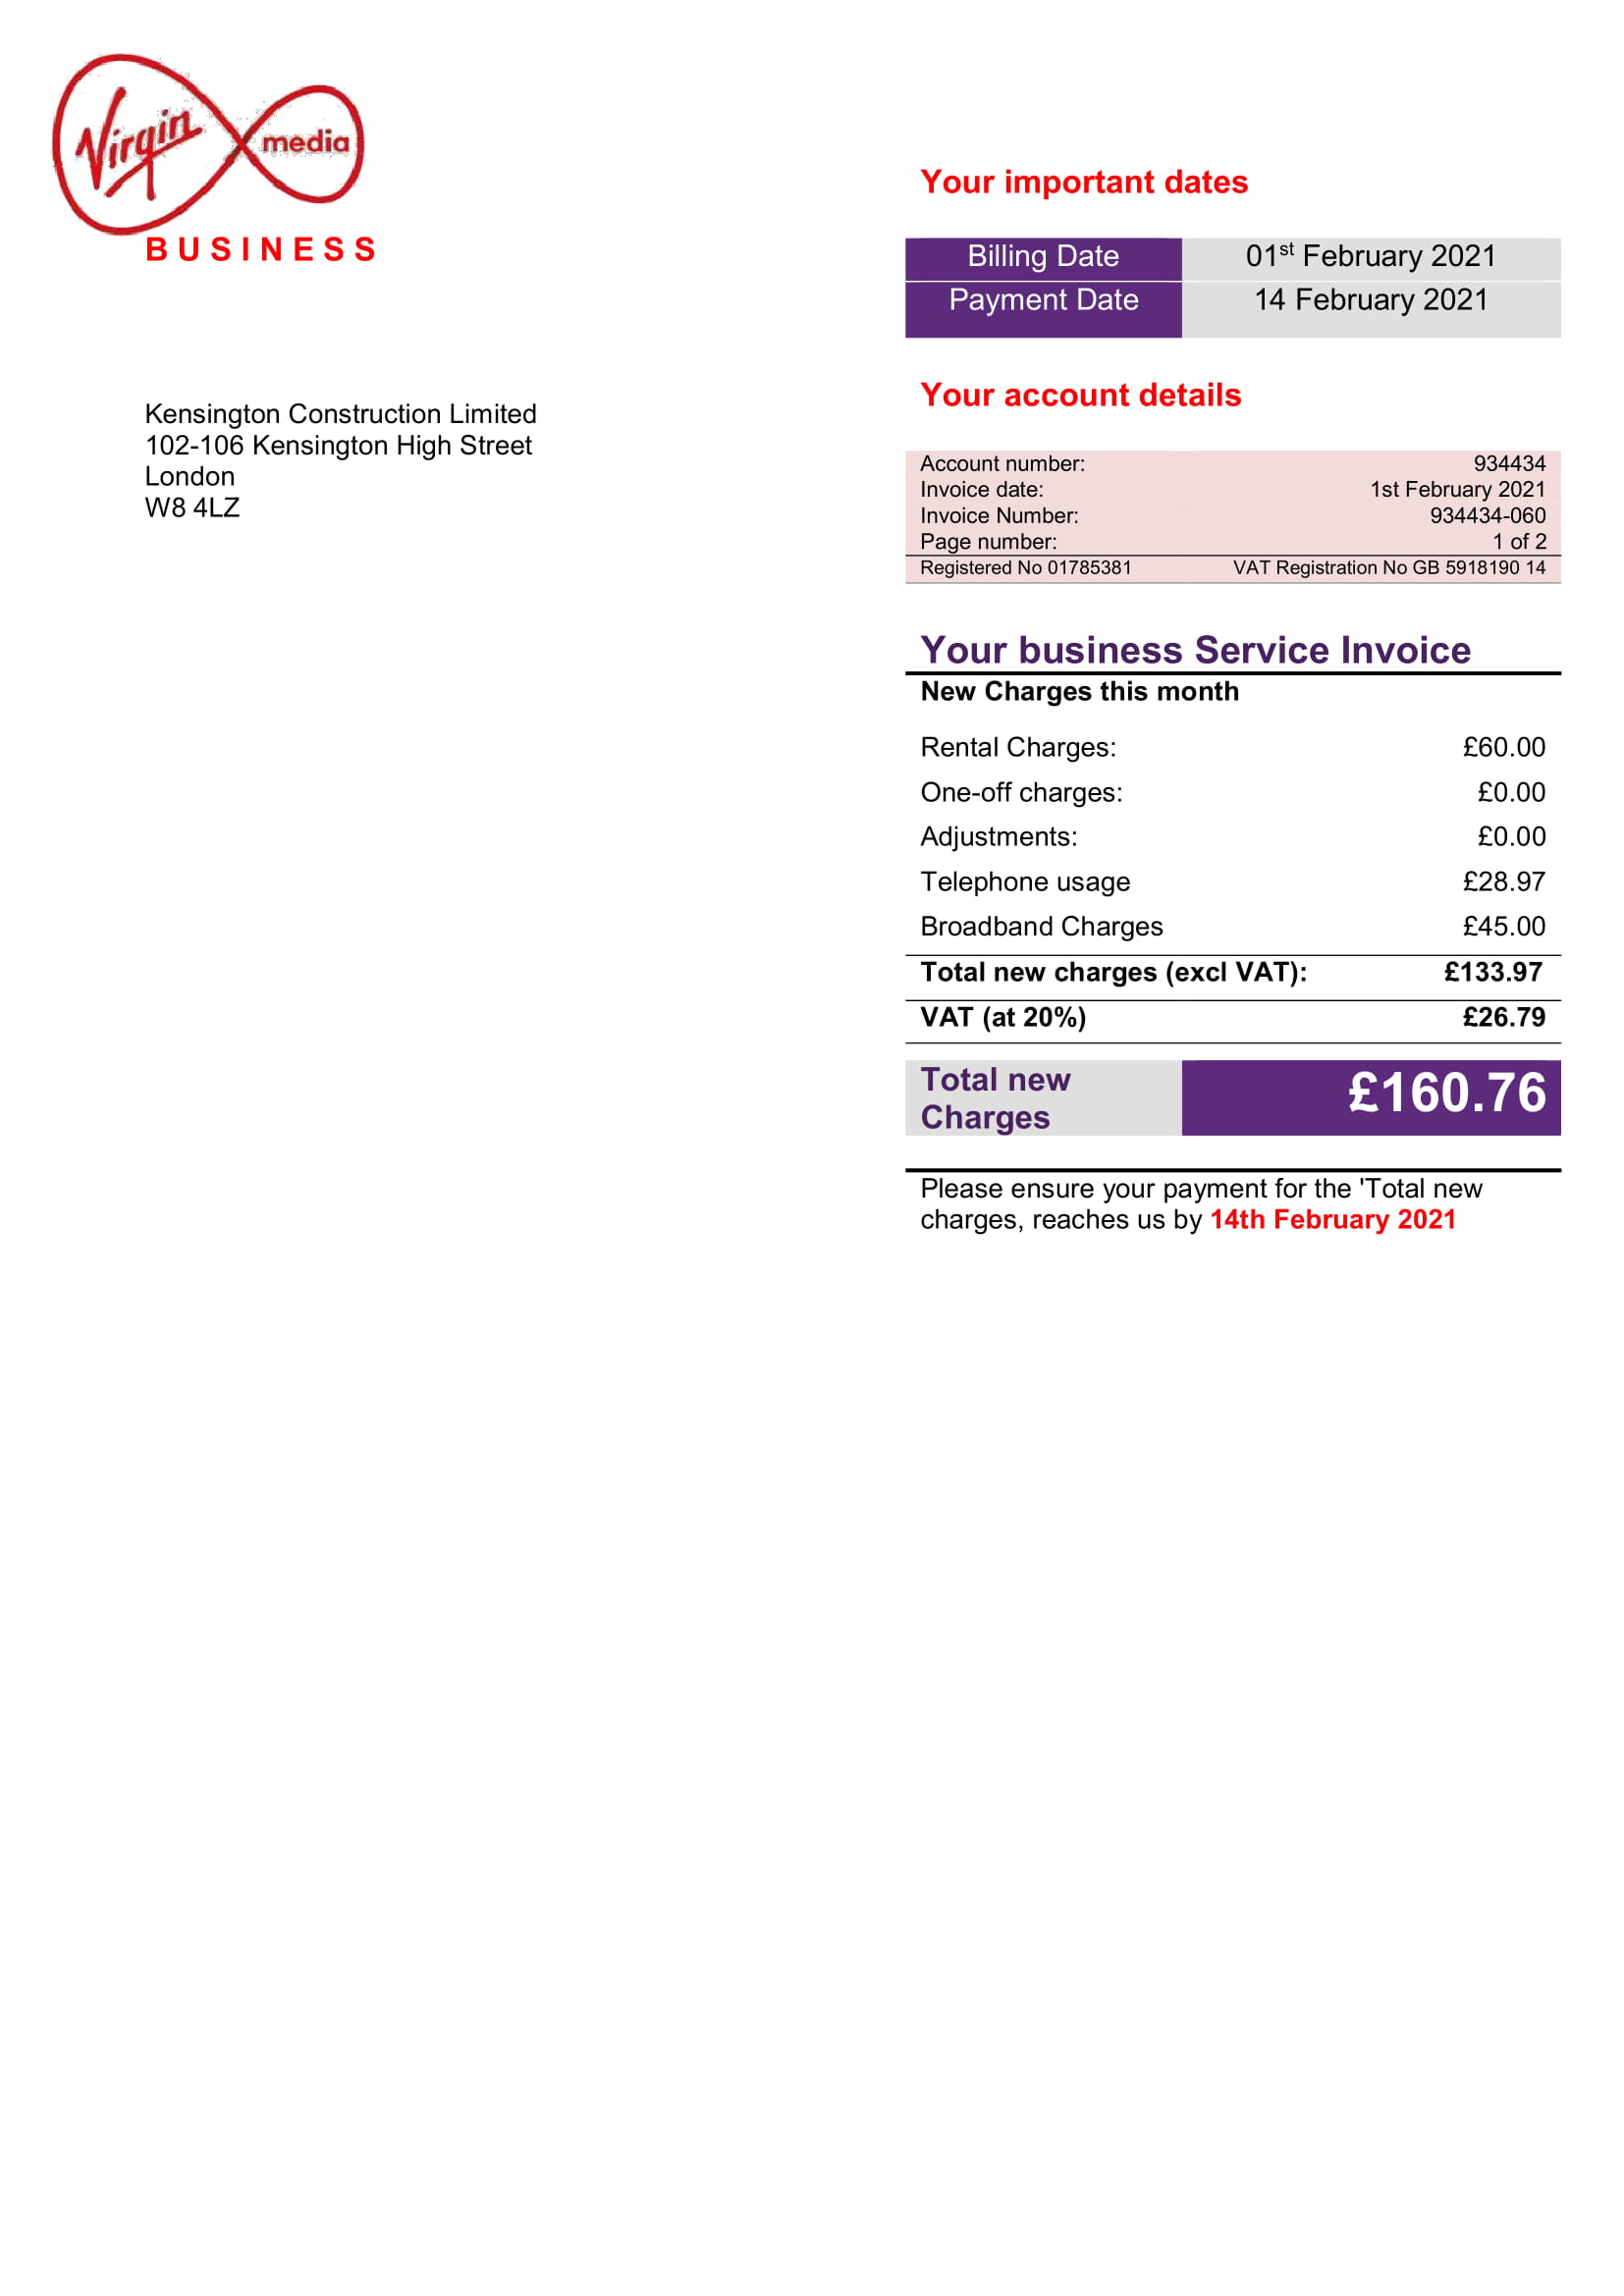 Virgin media
BUSINESS
Kensington Construction Limited
102-106 Kensington High Street
London
W8 4LZ
Your important dates
Billing Date 01st February 2021
Payment Date 14 February 2021
Your account details
Account number: 934434
Invoice date: 1st February 2021
Invoice Number: 934434-060
Page number: 1 of 2
Registered No 01785381 VAT Registration No GB 5918190 14
Your business Service Invoice
New Charges this month
Rental Charges: £60.00
One-off charges: £0.00
Adjustments: £0.00
Telephone usage £28.97
Broadband Charges £45.00
Total new charges (excl VAT): £133.97
VAT (at 20%) £26.79
Total new £160.76
Charges
Please ensure your payment for the 'Total new
charges, reaches us by 14th February 2021